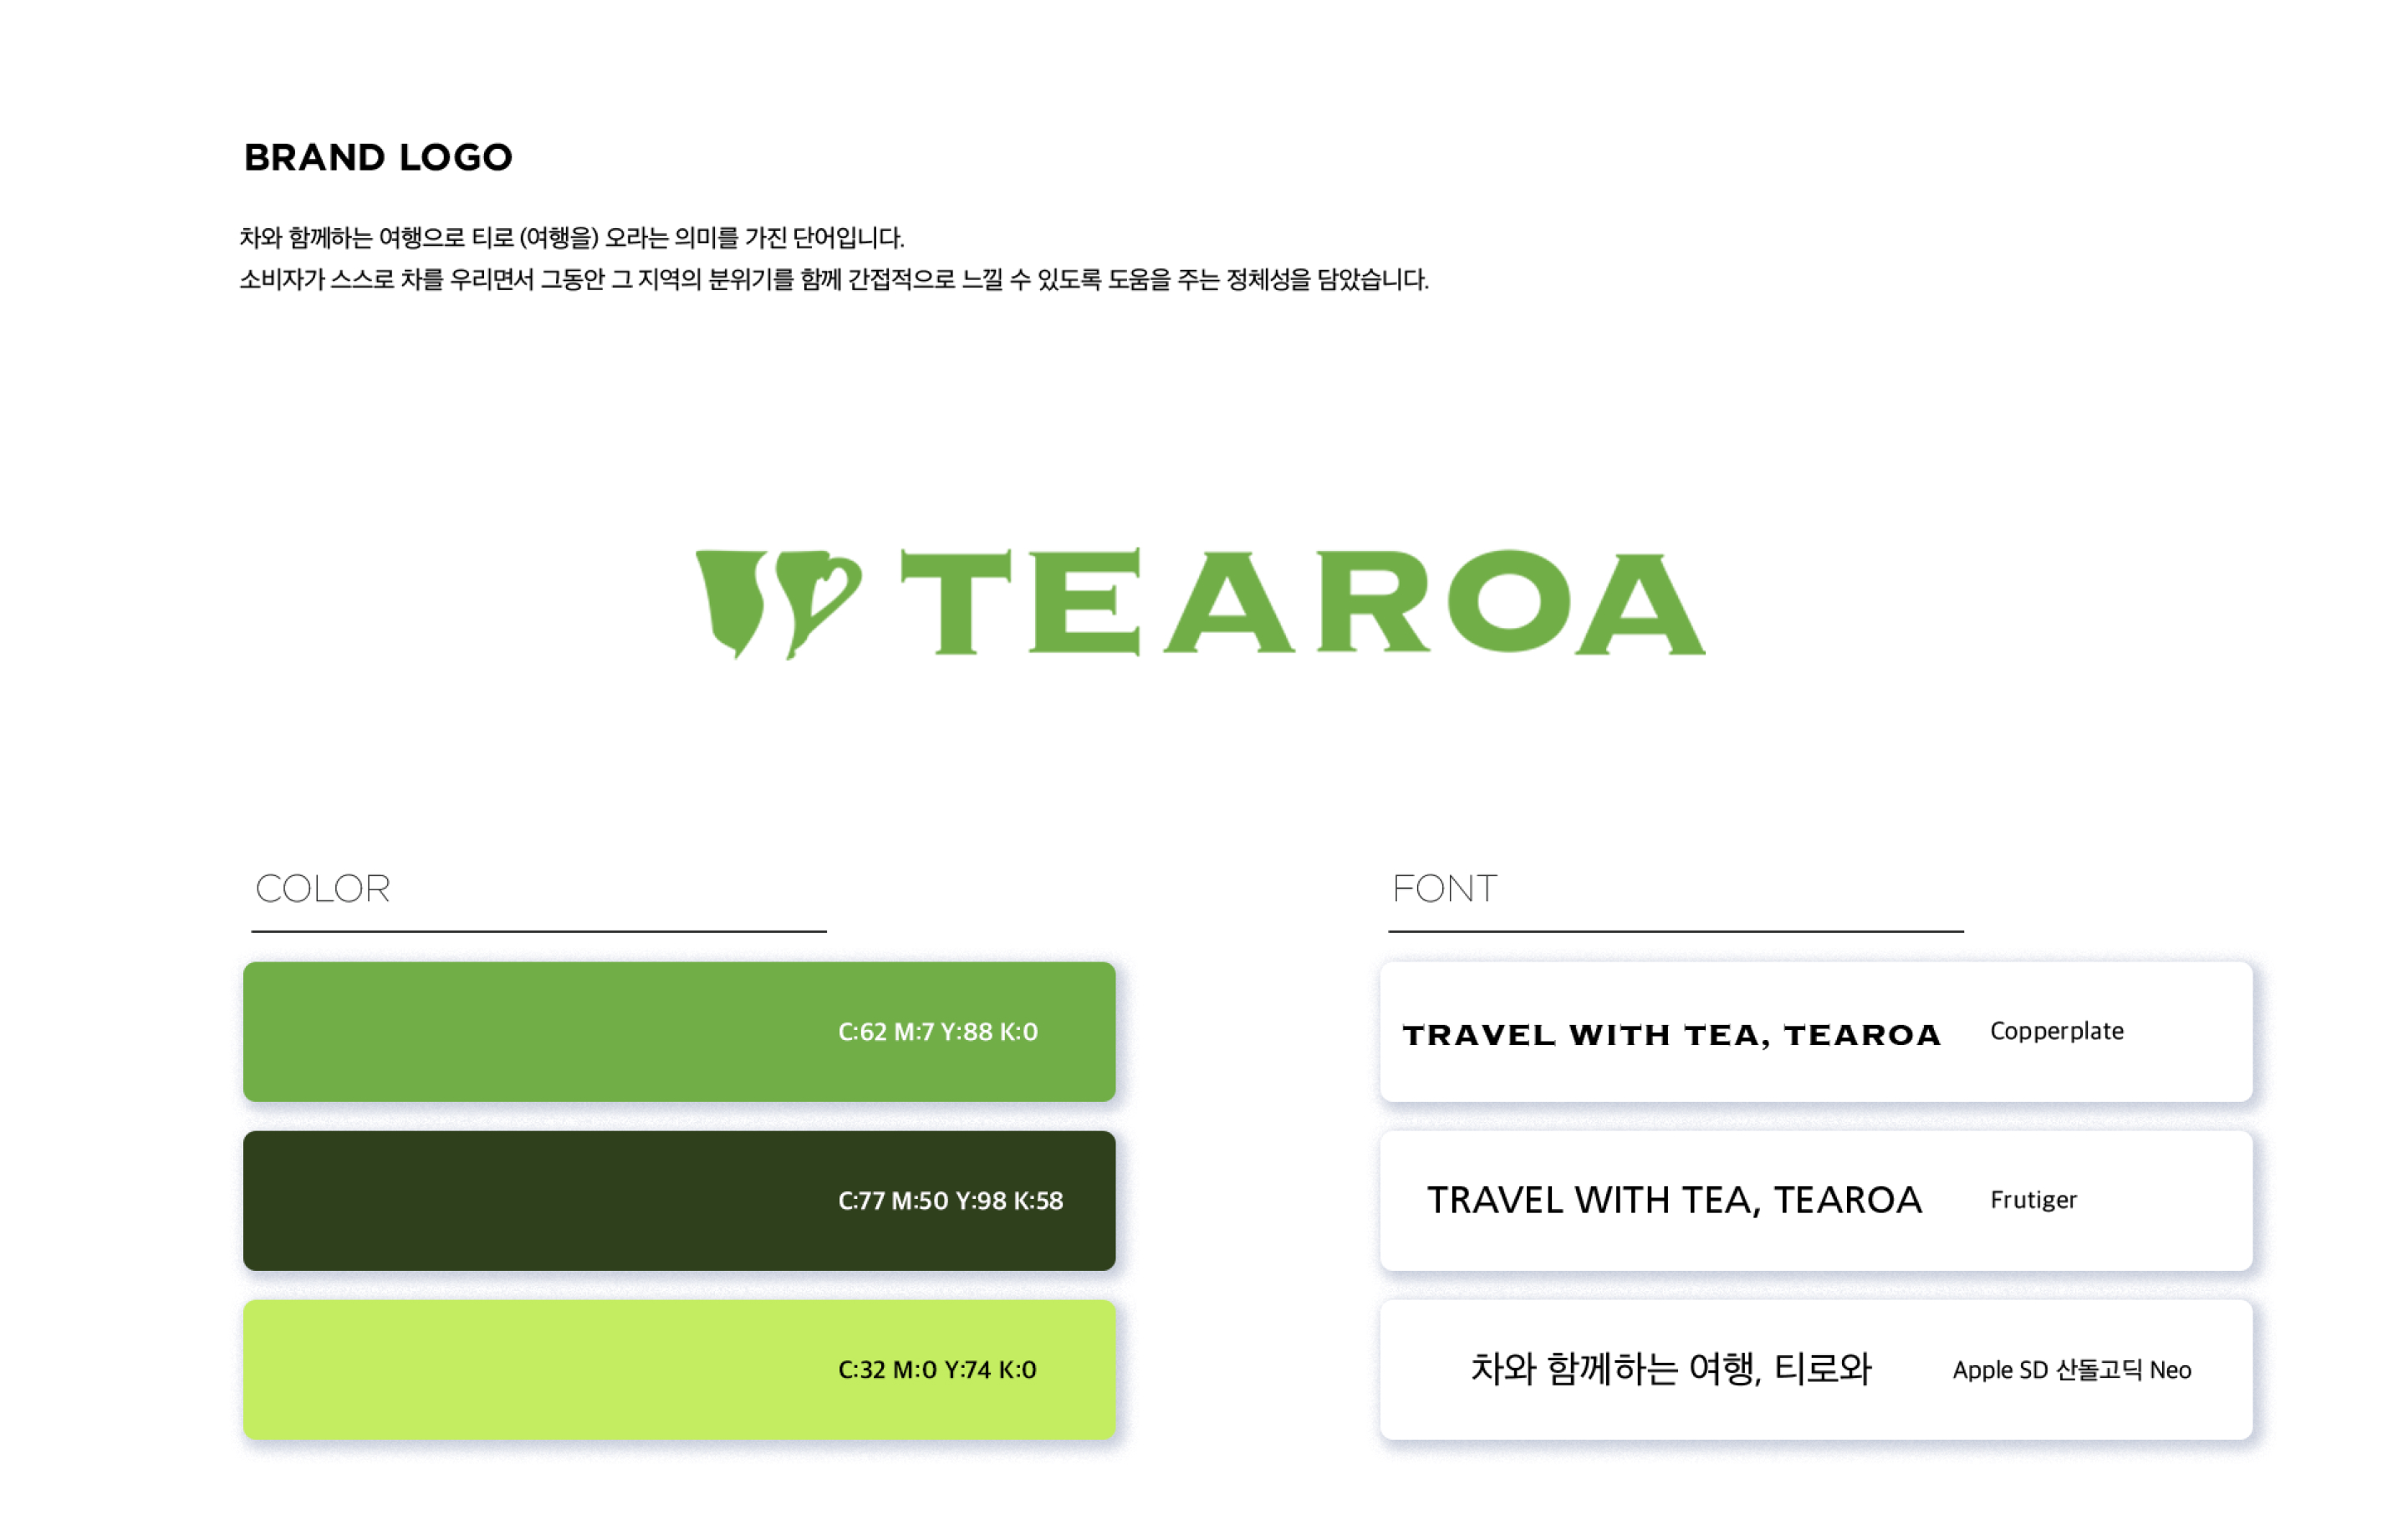 BRAND LOGO
차와 함께하는 여행으로 티로 (여행을) 오라는 의미를 가진 단어입니다.
소비자가 스스로 차를 우리면서 그동안 그 지역의 분위기를 함께 간접적으로 느낄 수 있도록 도움을 주는 정체성을 담았습니다.
TEAROA
COLOR
C:62 M:7 Y:88 K:0
C:77 M:50 Y:98 K:58
C:32 M:0 Y:74 K:0
FONT
TRAVEL WITH TEA, TEAROA Copperplate
TRAVEL WITH TEA, TEAROA Frutiger
차와 함께하는 여행, 티로와 Apple SD 산돌고딕 Neo